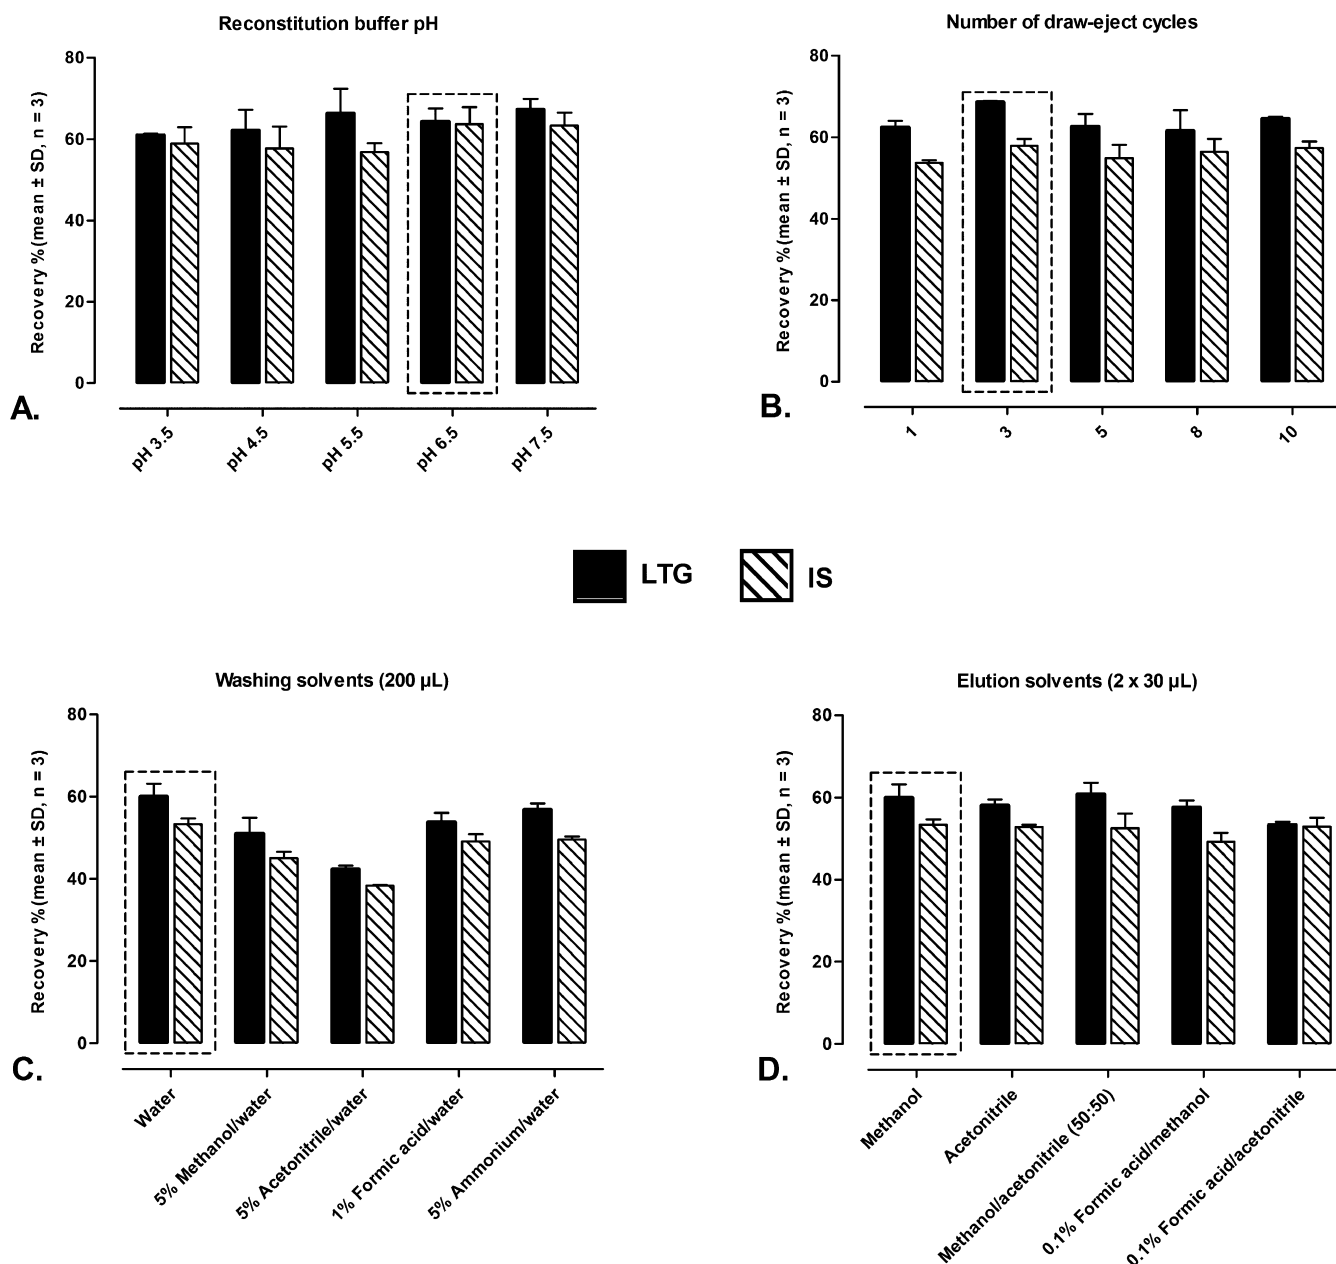 Reconstitution buffer pH
Recovery % (mean ± SD, n = 3)
80
60
40
20
0
A.
pH 3.5
pH 4.5
pH 5.5
pH 6.5
pH 7.5
Number of draw-eject cycles
Recovery % (mean ± SD, n = 3)
80
60
40
20
0
B.
1
3
5
8
10
LTG
IS
Washing solvents (200 µL)
Recovery % (mean ± SD, n = 3)
80
60
40
20
0
C.
Water
5% Methanol/water
5% Acetonitrile/water
1% Formic acid/water
5% Ammonium/water
Elution solvents (2 x 30 µL)
Recovery % (mean ± SD, n = 3)
80
60
40
20
0
D.
Methanol
Acetonitrile
Methanol/acetonitrile (50:50)
0.1% Formic acid/methanol
0.1% Formic acid/acetonitrile